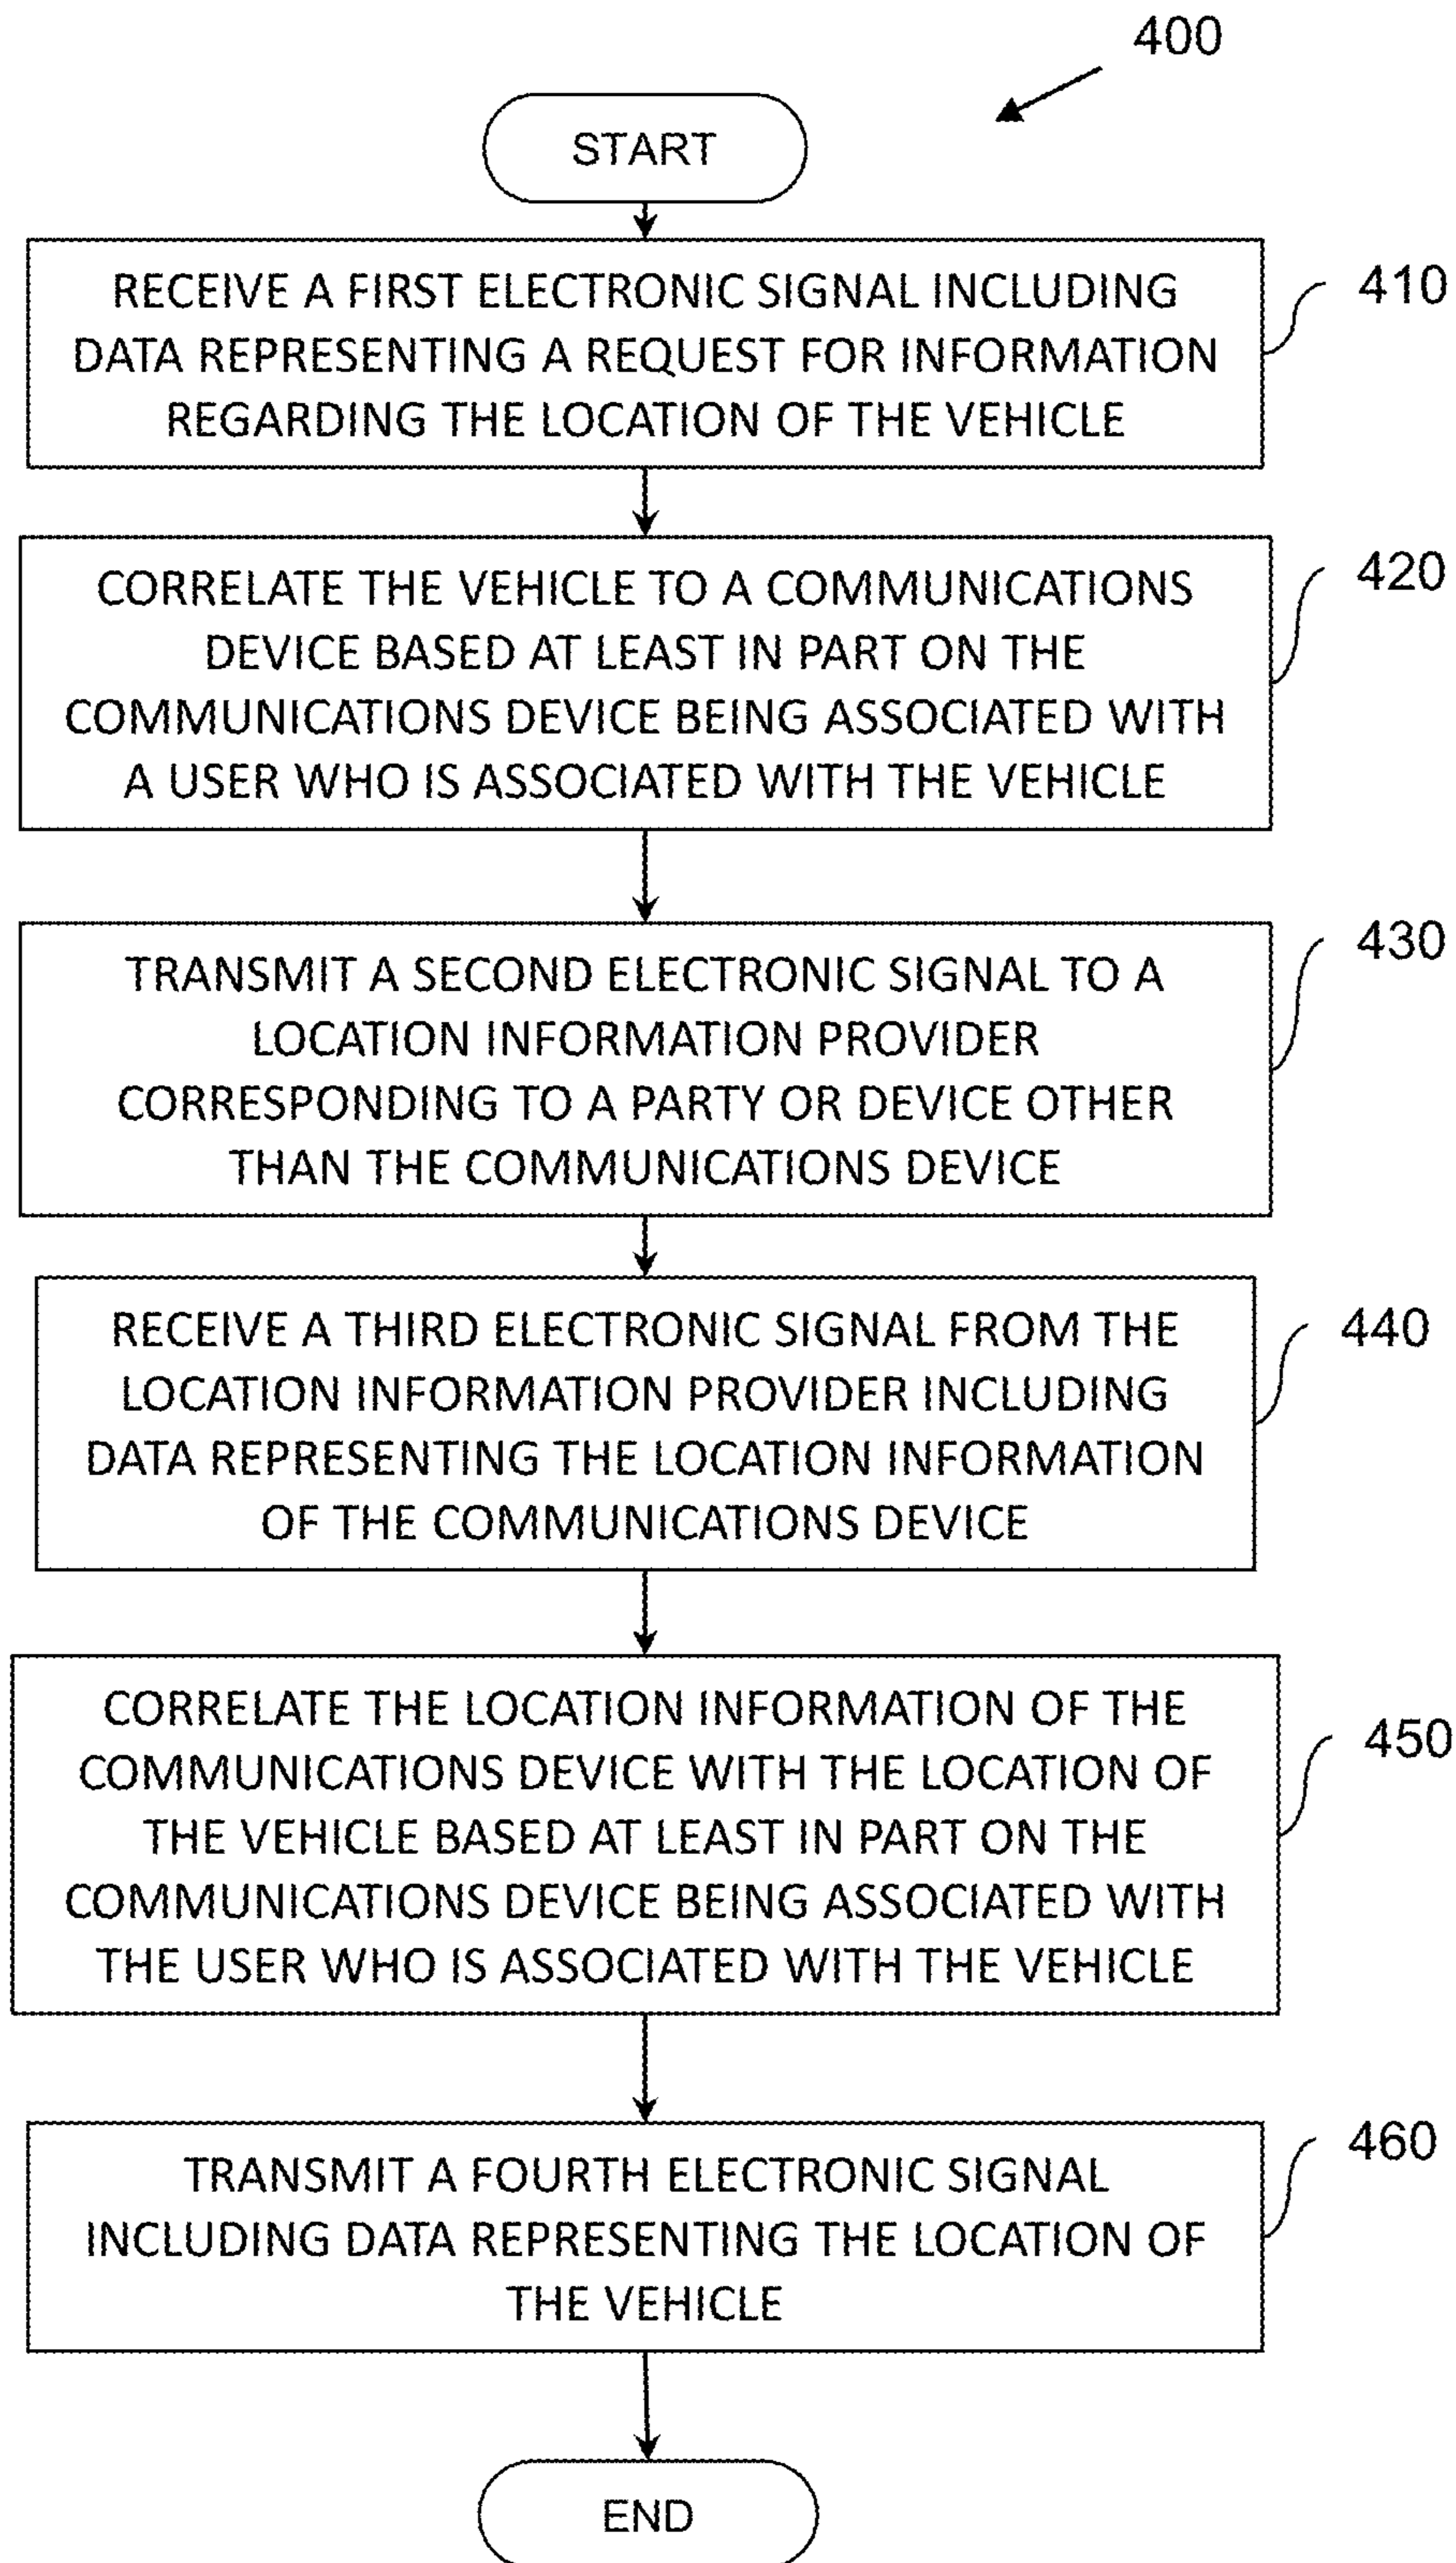 400
START
RECEIVE A FIRST ELECTRONIC SIGNAL INCLUDING
DATA REPRESENTING A REQUEST FOR INFORMATION
REGARDING THE LOCATION OF THE VEHICLE
410
CORRELATE THE VEHICLE TO A COMMUNICATIONS
DEVICE BASED AT LEAST IN PART ON THE
COMMUNICATIONS DEVICE BEING ASSOCIATED WITH
A USER WHO IS ASSOCIATED WITH THE VEHICLE
420
TRANSMIT A SECOND ELECTRONIC SIGNAL TO A
LOCATION INFORMATION PROVIDER
CORRESPONDING TO A PARTY OR DEVICE OTHER
THAN THE COMMUNICATIONS DEVICE
430
RECEIVE A THIRD ELECTRONIC SIGNAL FROM THE
LOCATION INFORMATION PROVIDER INCLUDING
DATA REPRESENTING THE LOCATION INFORMATION
OF THE COMMUNICATIONS DEVICE
440
CORRELATE THE LOCATION INFORMATION OF THE
COMMUNICATIONS DEVICE WITH THE LOCATION OF
THE VEHICLE BASED AT LEAST IN PART ON THE
COMMUNICATIONS DEVICE BEING ASSOCIATED WITH
THE USER WHO IS ASSOCIATED WITH THE VEHICLE
450
TRANSMIT A FOURTH ELECTRONIC SIGNAL
INCLUDING DATA REPRESENTING THE LOCATION OF
THE VEHICLE
460
END